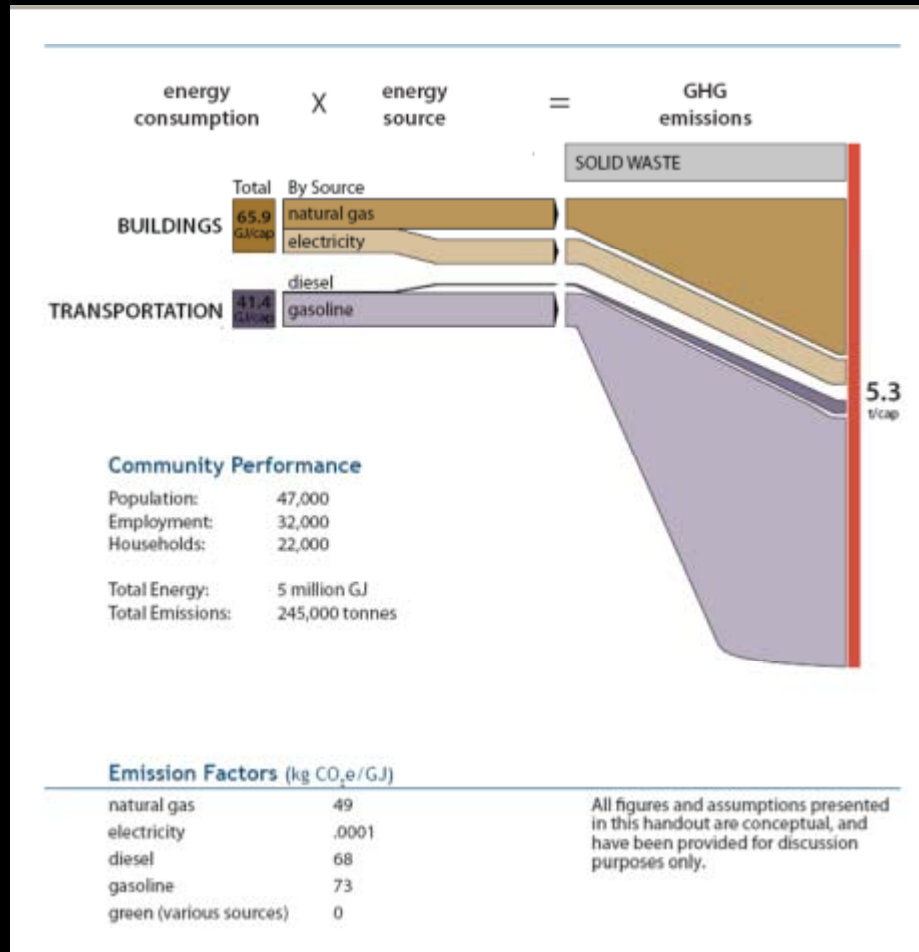 energy consumption X energy source = GHG emissions
SOLID WASTE
Total By Source
BUILDINGS 65.9 GJ/cap natural gas
electricity
diesel
TRANSPORTATION 41.4 GJ/cap gasoline
5.3
t/cap
Community Performance
Population: 47,000
Employment: 32,000
Households: 22,000
Total Energy: 5 million GJ
Total Emissions: 245,000 tonnes
Emission Factors (kg CO₂e/GJ)
natural gas 49
electricity .0001
diesel 68
gasoline 73
green (various sources) 0
All figures and assumptions presented
in this handout are conceptual, and
have been provided for discussion
purposes only.